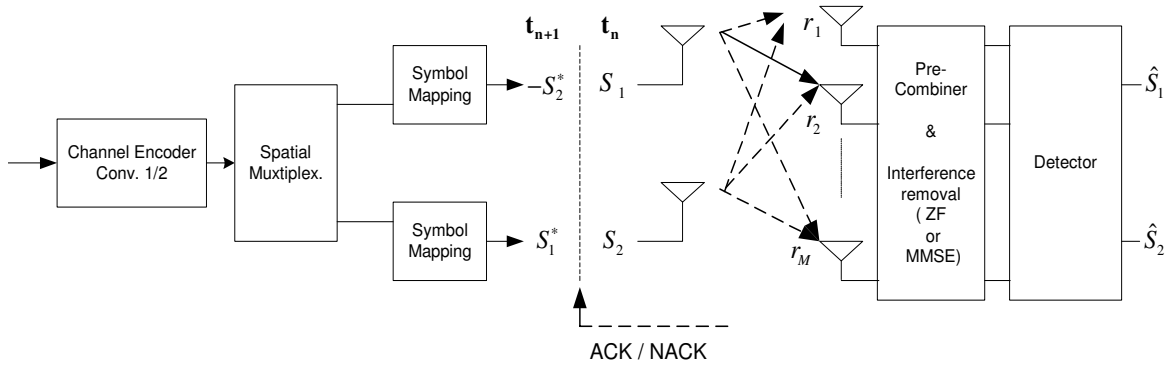 Channel Encoder
Conv. 1/2
Spatial
Muxtiplex.
Symbol
Mapping
Symbol
Mapping
t_{n+1}
-S_2^*
S_1^*
t_n
S_1
S_2
ACK / NACK
r_1
r_2
r_M
Pre-
Combiner
&
Interference
removal
( ZF
or
MMSE)
Detector
Ŝ_1
Ŝ_2